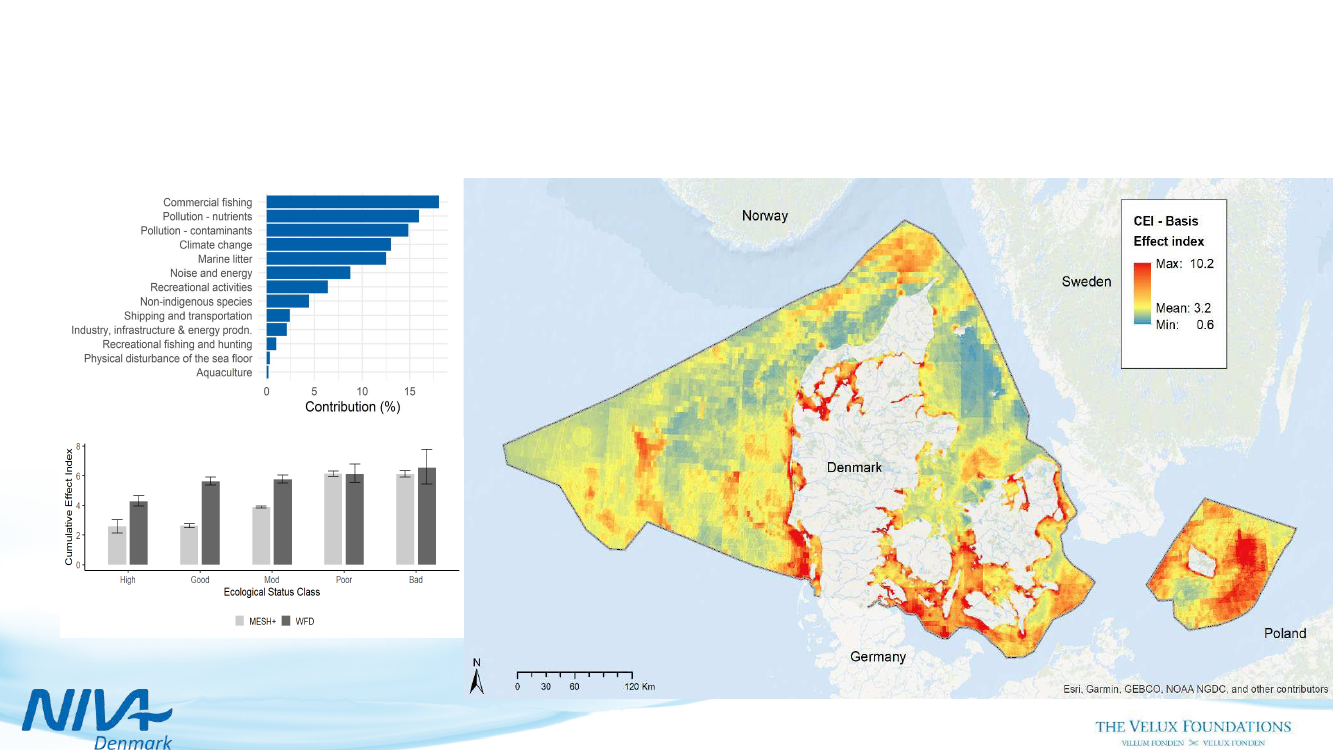 Commercial fishing
Pollution - nutrients
Pollution - contaminants
Climate change
Marine litter
Noise and energy
Recreational activities
Non-indigenous species
Shipping and transportation
Industry, infrastructure & energy prodn.
Recreational fishing and hunting
Physical disturbance of the sea floor
Aquaculture
0 5 10 15
Contribution (%)
Cumulative Effect Index
8
6
4
2
0
High Good Mod Poor Bad
Ecological Status Class
MESH+ WFD
Norway
Sweden
Denmark
Germany
Poland
CEI - Basis
Effect index
Max: 10.2
Mean: 3.2
Min: 0.6
N
0 30 60 120 Km
Esri, Garmin, GEBCO, NOAA NGDC, and other contributors
NIVA
Denmark
THE VELUX FOUNDATIONS
VILLUM FONDEN VELUX FONDEN